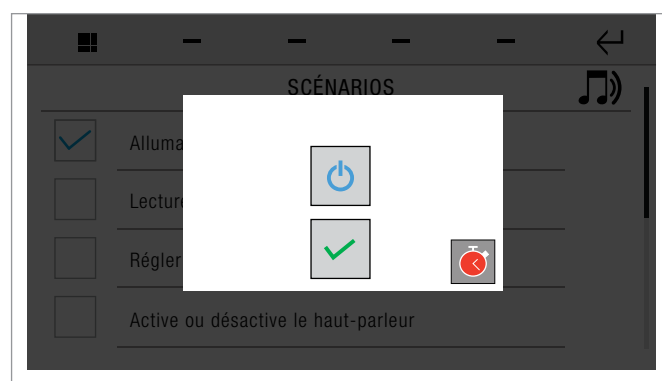 SCÉNARIOS
Alluma
Lecture
Régler
Active ou désactive le haut-parleur